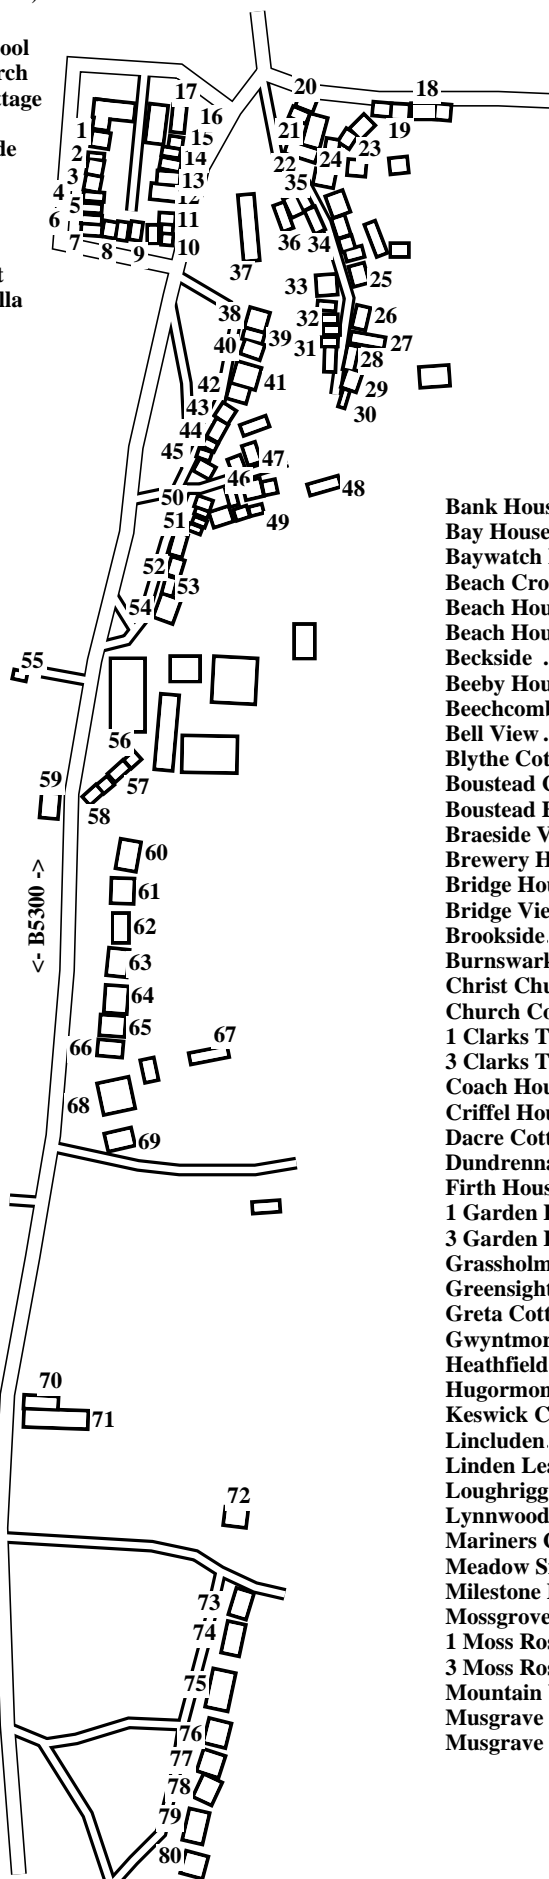 ool
rch
ttage
de
t
lla
17
18
20
16
19
1
21
15
23
2
14
22
24
3
13
35
4
12
5
6
11
36
34
7
8
9
10
37
25
33
38
26
32
39
40
31
27
28
42
41
29
43
30
44
45
47
46
48
50
49
51
52
53
54
55
56
59
57
58
60
61
<- B5300 ->
62
63
64
65
67
66
68
69
70
71
72
73
74
75
76
77
78
79
80
Bank Hous
Bay House
Baywatch
Beach Cro
Beach Hou
Beach Hou
Beckside .
Beeby Hou
Beechcomb
Bell View .
Blythe Cot
Boustead
Boustead
Braeside V
Brewery H
Bridge Hou
Bridge Vie
Brookside.
Burnswark
Christ Chu
Church Co
1 Clarks T
3 Clarks T
Coach Hou
Criffel Hou
Dacre Cott
Dundrenna
Firth Hous
1 Garden
3 Garden
Grassholm
Greensight
Greta Cott
Gwyntmor
Heathfield
Hugormon
Keswick C
Lincluden.
Linden Lea
Loughrigg
Lynnwood
Mariners
Meadow Si
Milestone
Mossgrove
1 Moss Ros
3 Moss Ros
Mountain
Musgrave
Musgrave